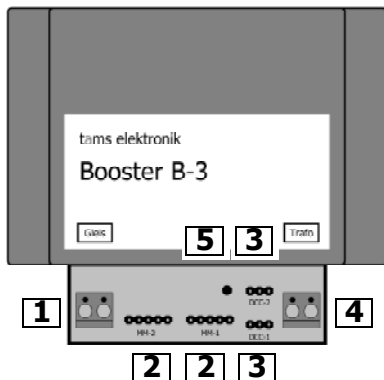 tams elektronik
Booster B-3
Gleis
5
3
Trafo
1
DCC-2
4
MM-2
MM-1
DCC-1
2
2
3